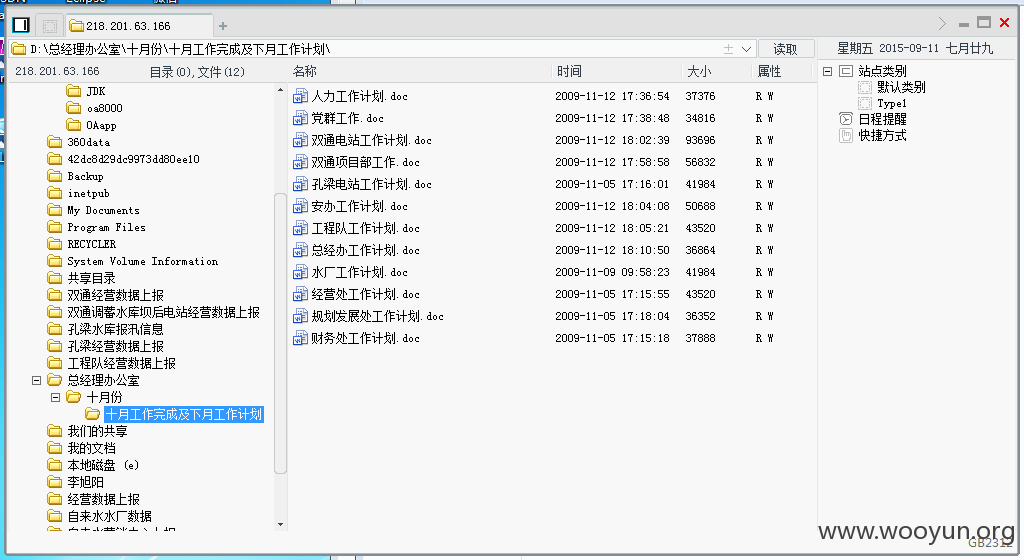 218.201.63.166
D:\总经理办公室\十月份\十月工作完成及下月工作计划\
读取
星期五 2015-09-11 七月廿九
218.201.63.166
目录(0),文件(12)
名称 时间 大小 属性
JDK
oa8000
OAapp
360data
42dc8d29dc9973dd80ee10
Backup
inetpub
My Documents
Program Files
RECYCLER
System Volume Information
共享目录
双通经营数据上报
双通调蓄水库坝后电站经营数据上报
孔梁水库报汛信息
孔梁经营数据上报
工程队经营数据上报
总经理办公室
十月份
十月工作完成及下月工作计划
我们的共享
我的文档
本地磁盘 (e)
李旭阳
经营数据上报
自来水水厂数据
人力工作计划.doc 2009-11-12 17:36:54 37376 R W
党群工作.doc 2009-11-12 17:38:48 34816 R W
双通电站工作计划.doc 2009-11-12 18:02:39 93696 R W
双通项目部工作.doc 2009-11-12 17:58:58 56832 R W
孔梁电站工作计划.doc 2009-11-05 17:16:01 41984 R W
安办工作计划.doc 2009-11-12 18:04:08 50688 R W
工程队工作计划.doc 2009-11-12 18:05:21 43520 R W
总经办工作计划.doc 2009-11-12 18:10:50 36864 R W
水厂工作计划.doc 2009-11-09 09:58:23 41984 R W
经营处工作计划.doc 2009-11-05 17:15:55 43520 R W
规划发展处工作计划.doc 2009-11-05 17:18:04 36352 R W
财务处工作计划.doc 2009-11-05 17:15:18 37888 R W
站点类别
默认类别
Type1
日程提醒
快捷方式
www.wooyun.org
GB2312